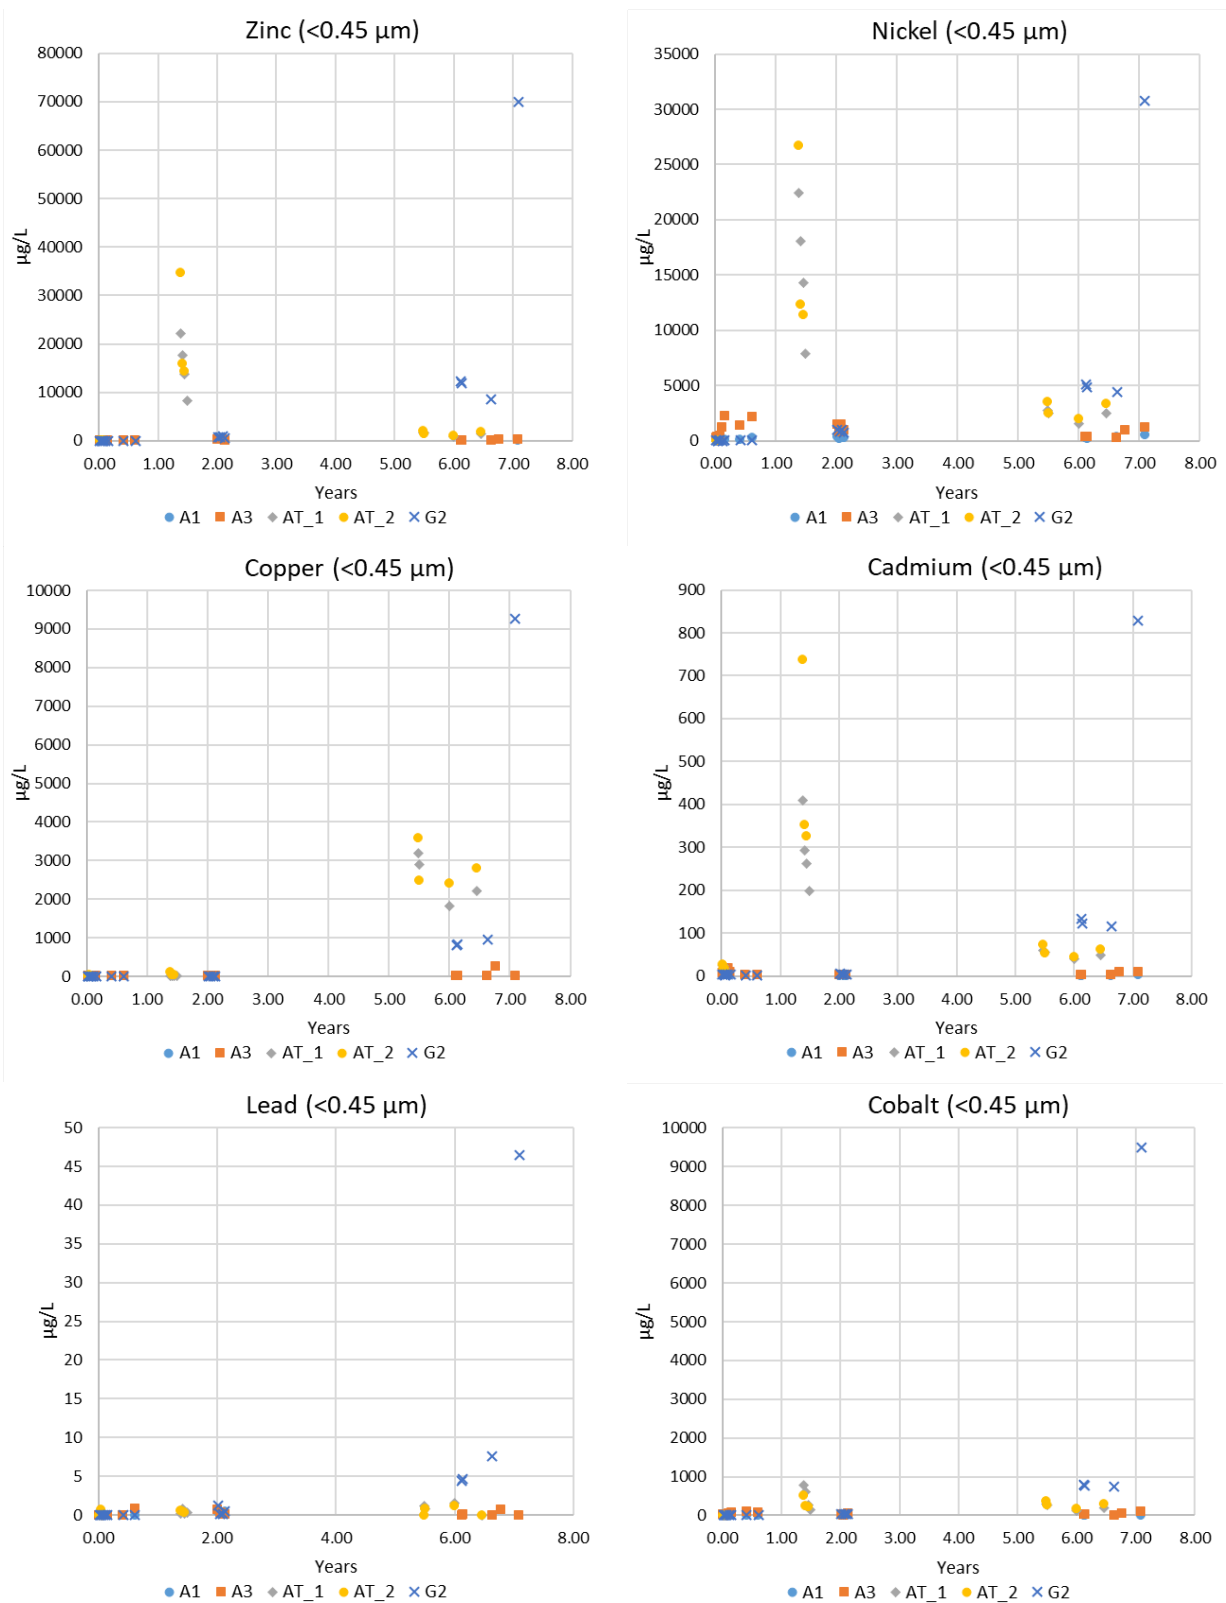 Zinc (<0.45 µm)
80000
70000
60000
50000
40000
30000
20000
10000
0
µg/L
0.00 1.00 2.00 3.00 4.00 5.00 6.00 7.00 8.00
Years
A1 A3 AT_1 AT_2 G2
Nickel (<0.45 µm)
35000
30000
25000
20000
15000
10000
5000
0
µg/L
0.00 1.00 2.00 3.00 4.00 5.00 6.00 7.00 8.00
Years
A1 A3 AT_1 AT_2 G2
Copper (<0.45 µm)
10000
9000
8000
7000
6000
5000
4000
3000
2000
1000
0
µg/L
0.00 1.00 2.00 3.00 4.00 5.00 6.00 7.00 8.00
Years
A1 A3 AT_1 AT_2 G2
Cadmium (<0.45 µm)
900
800
700
600
500
400
300
200
100
0
µg/L
0.00 1.00 2.00 3.00 4.00 5.00 6.00 7.00 8.00
Years
A1 A3 AT_1 AT_2 G2
Lead (<0.45 µm)
50
45
40
35
30
25
20
15
10
5
0
µg/L
0.00 2.00 4.00 6.00 8.00
Years
A1 A3 AT_1 AT_2 G2
Cobalt (<0.45 µm)
10000
9000
8000
7000
6000
5000
4000
3000
2000
1000
0
µg/L
0.00 1.00 2.00 3.00 4.00 5.00 6.00 7.00 8.00
Years
A1 A3 AT_1 AT_2 G2